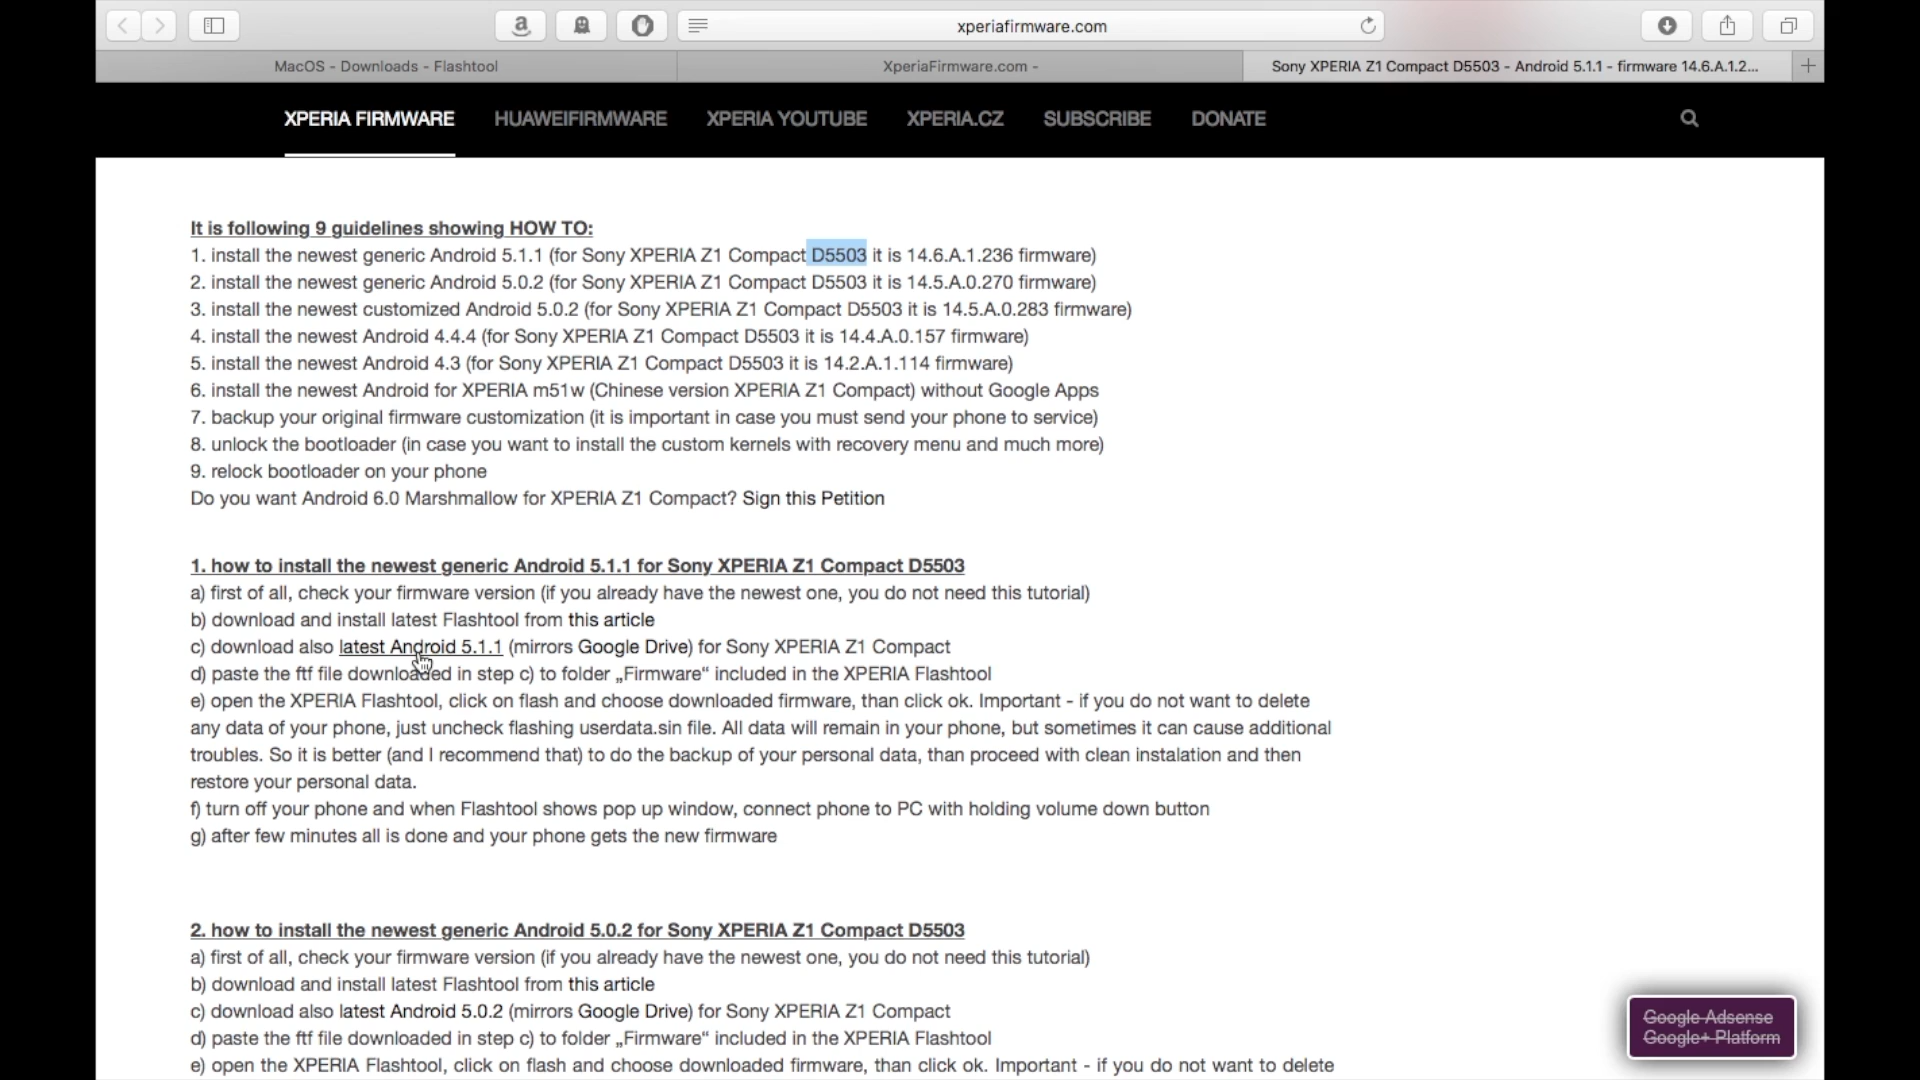 xperiafirmware.com
MacOS - Downloads - Flashtool
XperiaFirmware.com -
Sony XPERIA Z1 Compact D5503 - Android 5.1.1 - firmware 14.6.A.1.2...
XPERIA FIRMWARE
HUAWEIFIRMWARE
XPERIA YOUTUBE
XPERIA.CZ
SUBSCRIBE
DONATE
It is following 9 guidelines showing HOW TO:
1. install the newest generic Android 5.1.1 (for Sony XPERIA Z1 Compact D5503 it is 14.6.A.1.236 firmware)
2. install the newest generic Android 5.0.2 (for Sony XPERIA Z1 Compact D5503 it is 14.5.A.0.270 firmware)
3. install the newest customized Android 5.0.2 (for Sony XPERIA Z1 Compact D5503 it is 14.5.A.0.283 firmware)
4. install the newest Android 4.4.4 (for Sony XPERIA Z1 Compact D5503 it is 14.4.A.0.157 firmware)
5. install the newest Android 4.3 (for Sony XPERIA Z1 Compact D5503 it is 14.2.A.1.114 firmware)
6. install the newest Android for XPERIA m51w (Chinese version XPERIA Z1 Compact) without Google Apps
7. backup your original firmware customization (it is important in case you must send your phone to service)
8. unlock the bootloader (in case you want to install the custom kernels with recovery menu and much more)
9. relock bootloader on your phone
Do you want Android 6.0 Marshmallow for XPERIA Z1 Compact? Sign this Petition
1. how to install the newest generic Android 5.1.1 for Sony XPERIA Z1 Compact D5503
a) first of all, check your firmware version (if you already have the newest one, you do not need this tutorial)
b) download and install latest Flashtool from this article
c) download also latest Android 5.1.1 (mirrors Google Drive) for Sony XPERIA Z1 Compact
d) paste the ftf file downloaded in step c) to folder „Firmware“ included in the XPERIA Flashtool
e) open the XPERIA Flashtool, click on flash and choose downloaded firmware, than click ok. Important - if you do not want to delete
any data of your phone, just uncheck flashing userdata.sin file. All data will remain in your phone, but sometimes it can cause additional
troubles. So it is better (and I recommend that) to do the backup of your personal data, than proceed with clean instalation and then
restore your personal data.
f) turn off your phone and when Flashtool shows pop up window, connect phone to PC with holding volume down button
g) after few minutes all is done and your phone gets the new firmware
2. how to install the newest generic Android 5.0.2 for Sony XPERIA Z1 Compact D5503
a) first of all, check your firmware version (if you already have the newest one, you do not need this tutorial)
b) download and install latest Flashtool from this article
c) download also latest Android 5.0.2 (mirrors Google Drive) for Sony XPERIA Z1 Compact
d) paste the ftf file downloaded in step c) to folder „Firmware“ included in the XPERIA Flashtool
e) open the XPERIA Flashtool, click on flash and choose downloaded firmware, than click ok. Important - if you do not want to delete
Google Adsense
Google+ Platform